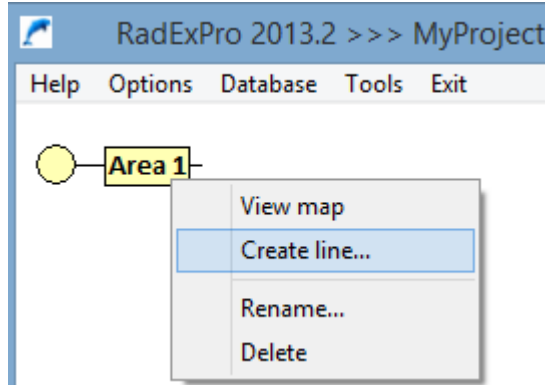 RadExPro 2013.2 >>> MyProject
Help Options Database Tools Exit
Area 1
View map
Create line...
Rename...
Delete